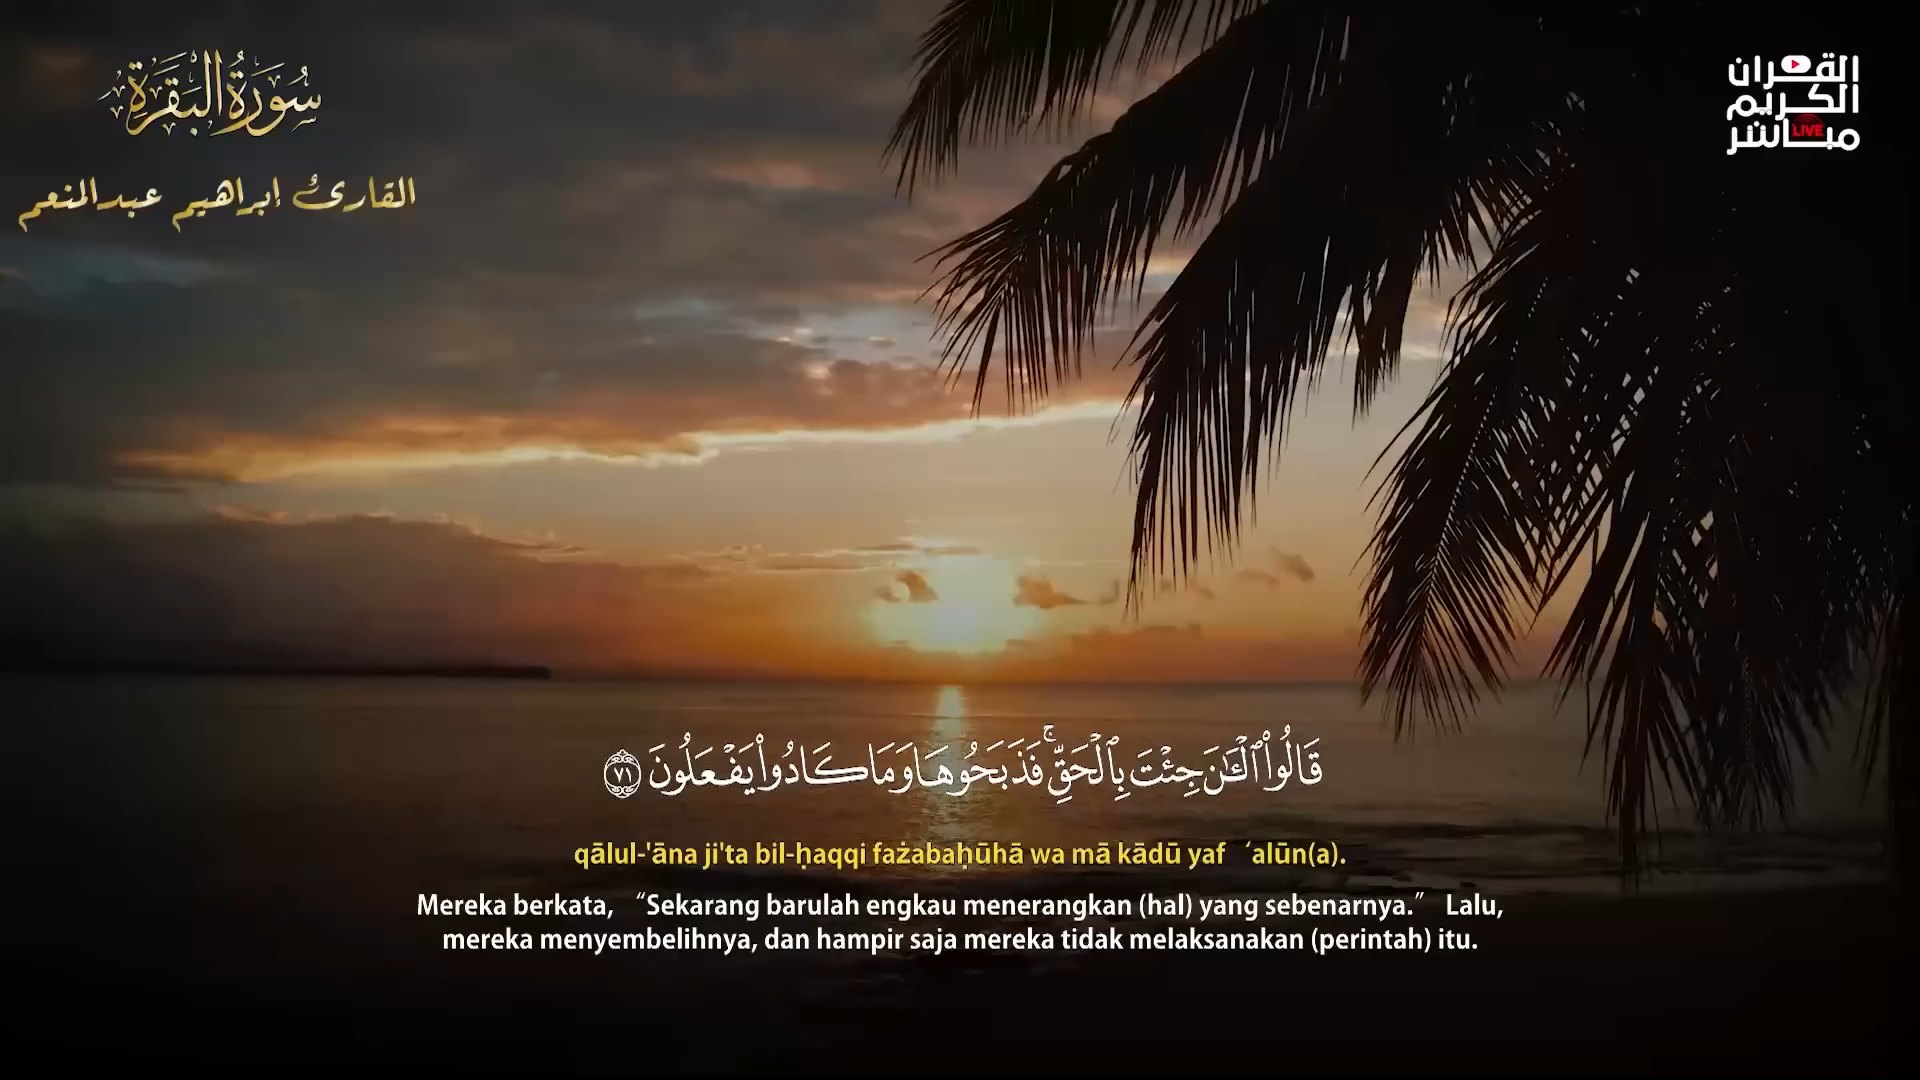 سُورَةُ الْبَقَرَةِ
القارئ ابراهيم عبدالمنعم
القرآن
الكريم
مباشر
LIVE
قَالُوا۟ ٱلْـَٔـٰنَ جِئْتَ بِٱلْحَقِّ ۚ فَذَبَحُوهَا وَمَا كَادُوا۟ يَفْعَلُونَ ٧١
qālul-'āna ji'ta bil-ḥaqqi fażabaḥūhā wa mā kādū yaf ‘alūn(a).
Mereka berkata, “Sekarang barulah engkau menerangkan (hal) yang sebenarnya.” Lalu,
mereka menyembelihnya, dan hampir saja mereka tidak melaksanakan (perintah) itu.